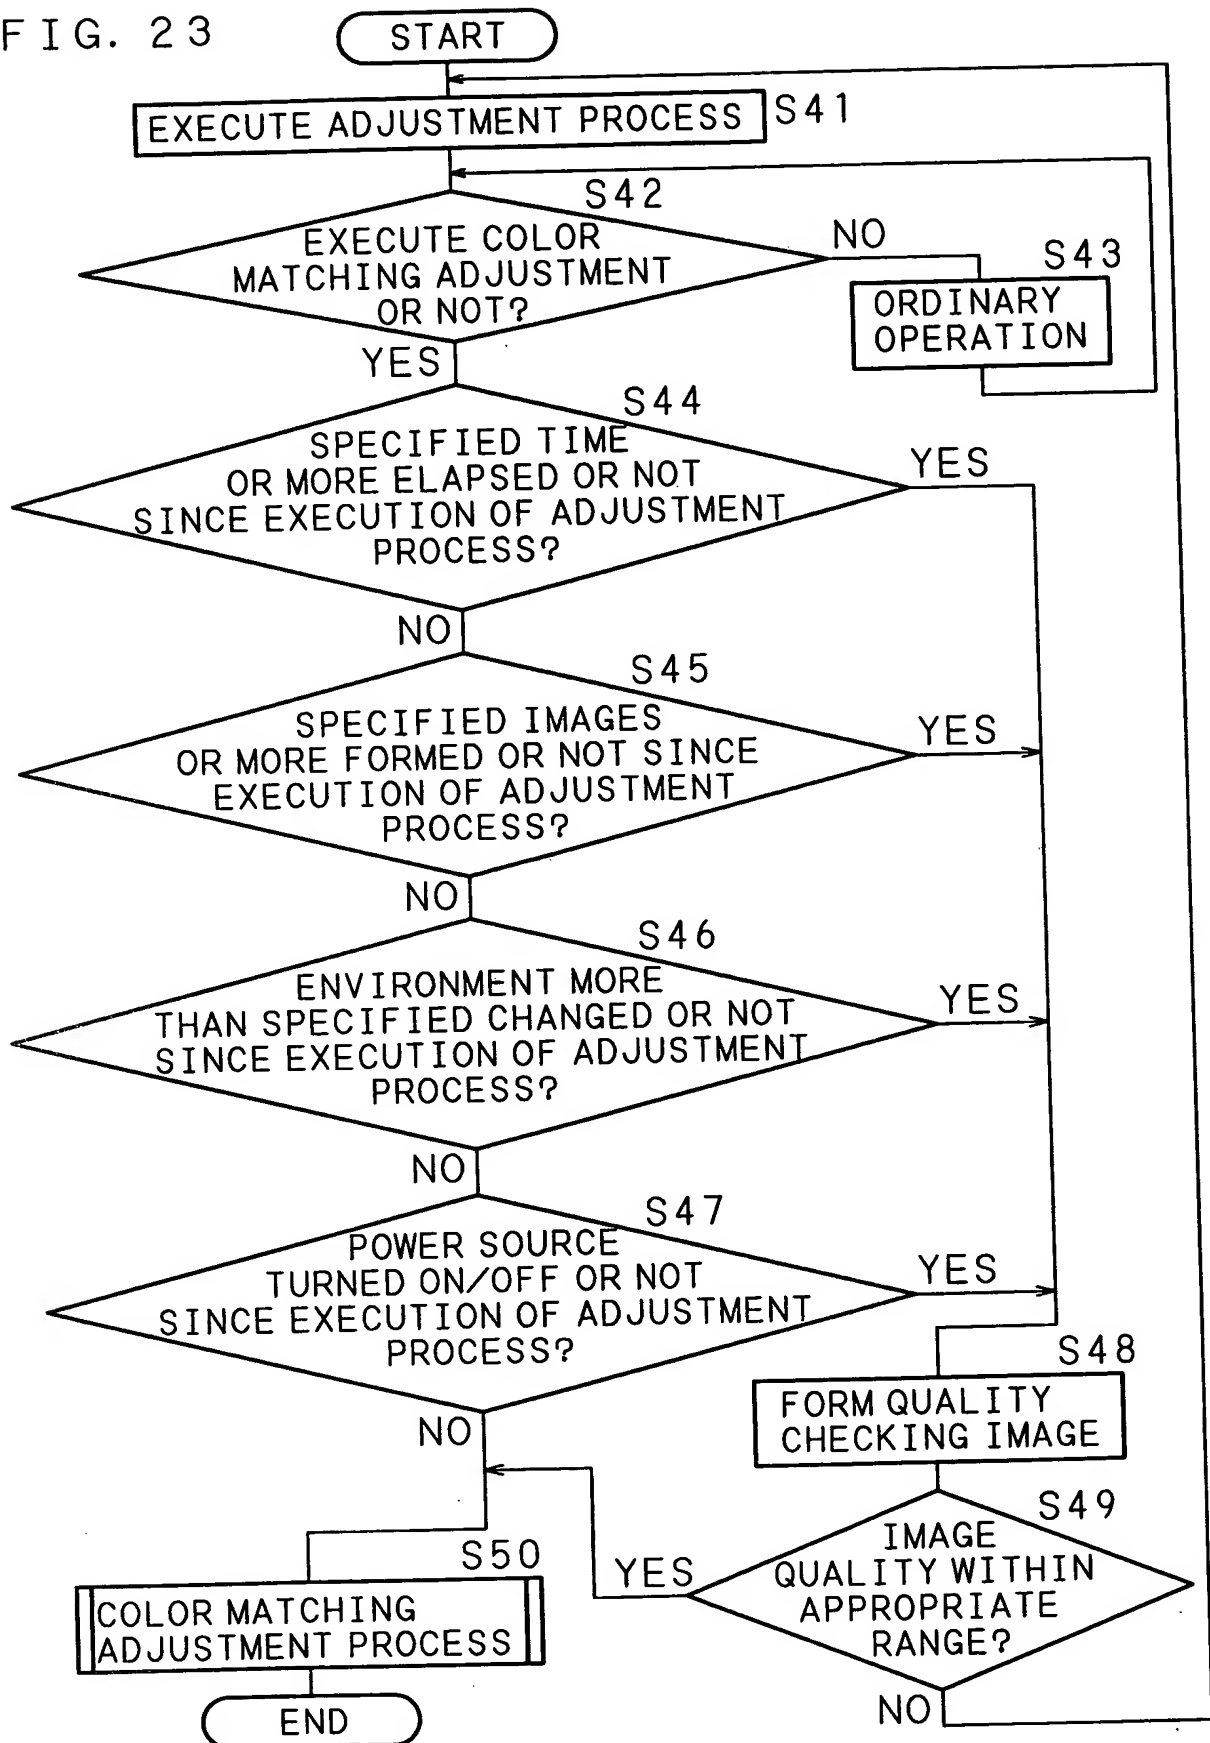 FIG. 23
START
EXECUTE ADJUSTMENT PROCESS
S41
S42
EXECUTE COLOR
MATCHING ADJUSTMENT
OR NOT?
NO
S43
ORDINARY
OPERATION
YES
S44
SPECIFIED TIME
OR MORE ELAPSED OR NOT
SINCE EXECUTION OF ADJUSTMENT
PROCESS?
YES
NO
S45
SPECIFIED IMAGES
OR MORE FORMED OR NOT SINCE
EXECUTION OF ADJUSTMENT
PROCESS?
YES
NO
S46
ENVIRONMENT MORE
THAN SPECIFIED CHANGED OR NOT
SINCE EXECUTION OF ADJUSTMENT
PROCESS?
YES
NO
S47
POWER SOURCE
TURNED ON/OFF OR NOT
SINCE EXECUTION OF ADJUSTMENT
PROCESS?
YES
NO
S48
FORM QUALITY
CHECKING IMAGE
S49
IMAGE
QUALITY WITHIN
APPROPRIATE
RANGE?
YES
NO
S50
COLOR MATCHING
ADJUSTMENT PROCESS
END